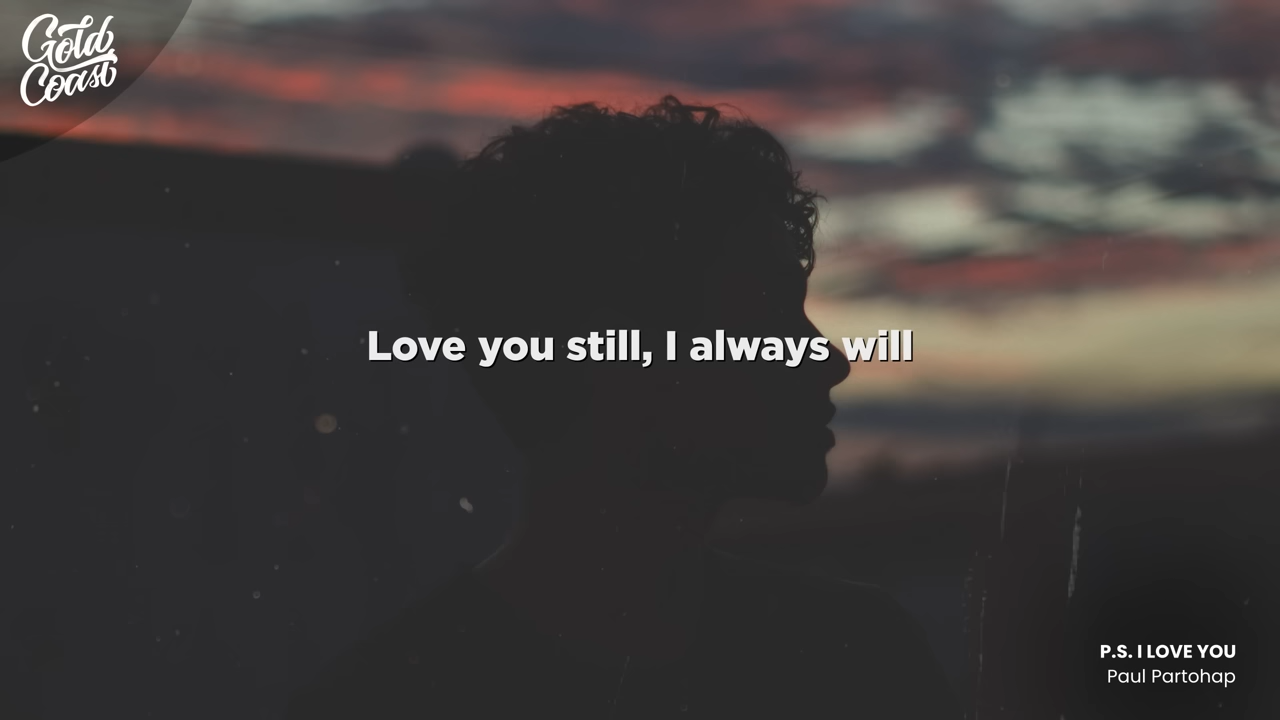 Gold
Coast
Love you still, I always will
P.S. I LOVE YOU
Paul Partohap